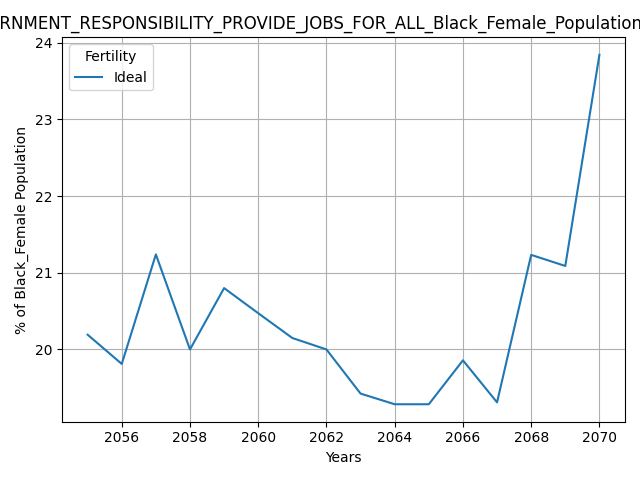 RNMENT_RESPONSIBILITY_PROVIDE_JOBS_FOR_ALL_Black_Female_Population
Fertility
Ideal
% of Black_Female Population
24
23
22
21
20
2056 2058 2060 2062 2064 2066 2068 2070
Years